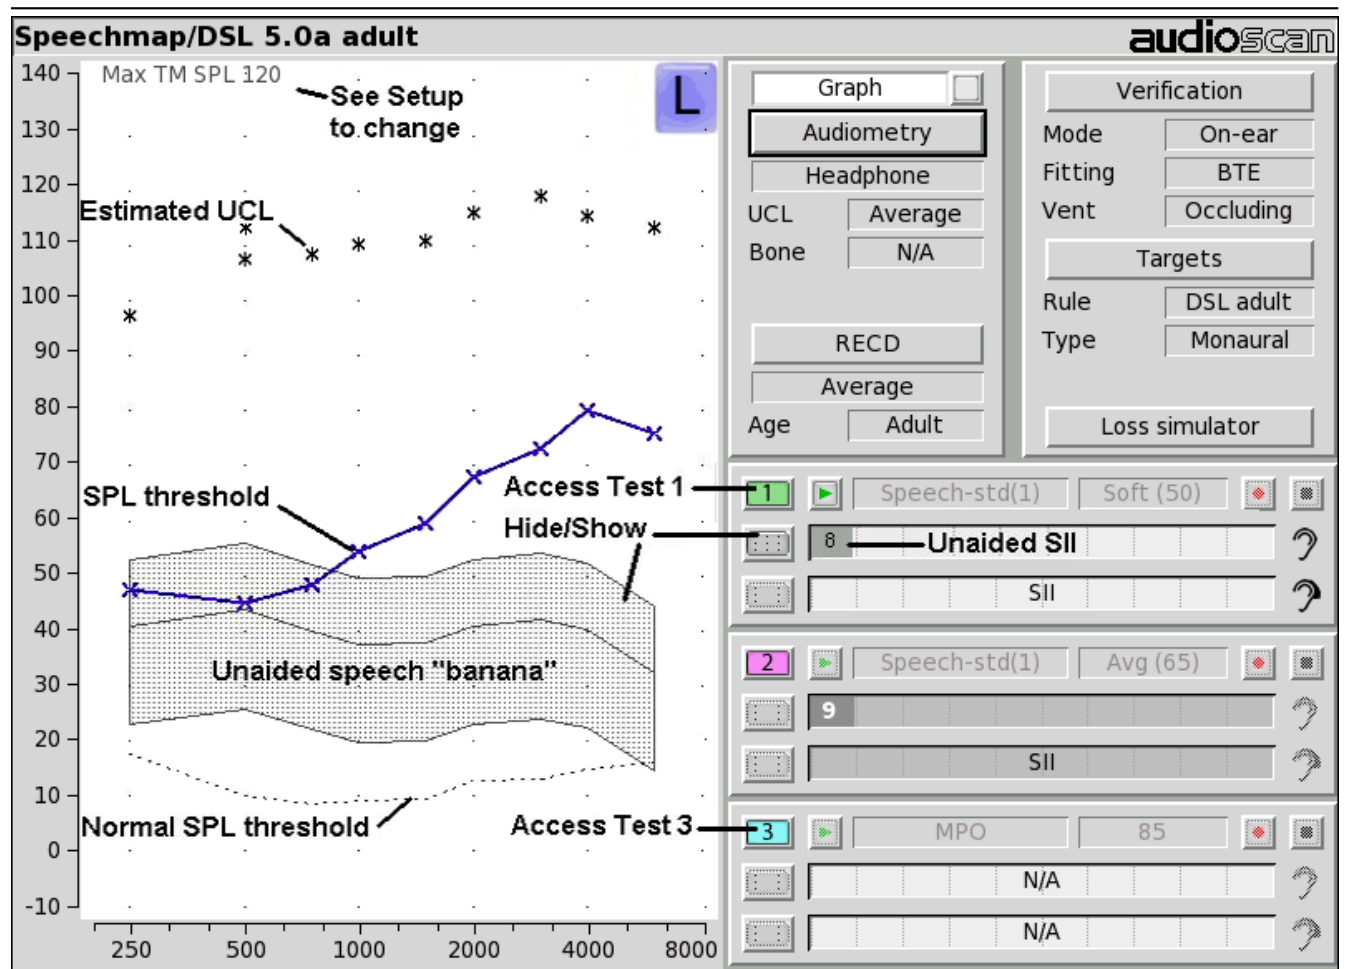 Speechmap/DSL 5.0a adult
audioscan
140
Max TM SPL 120
See Setup
to change
L
130
120
Estimated UCL
110
100
90
80
70
SPL threshold
60
50
40
Unaided speech "banana"
30
20
10
Normal SPL threshold
0
-10
250 500 1000 2000 4000 8000
Graph
Audiometry
Headphone
UCL Average
Bone N/A
RECD
Average
Age Adult
Verification
Mode On-ear
Fitting BTE
Vent Occluding
Targets
Rule DSL adult
Type Monaural
Loss simulator
Access Test 1
1 Speech-std(1) Soft (50)
Hide/Show
8 Unaided SII
SII
2 Speech-std(1) Avg (65)
9
SII
Access Test 3
3 MPO 85
N/A
N/A